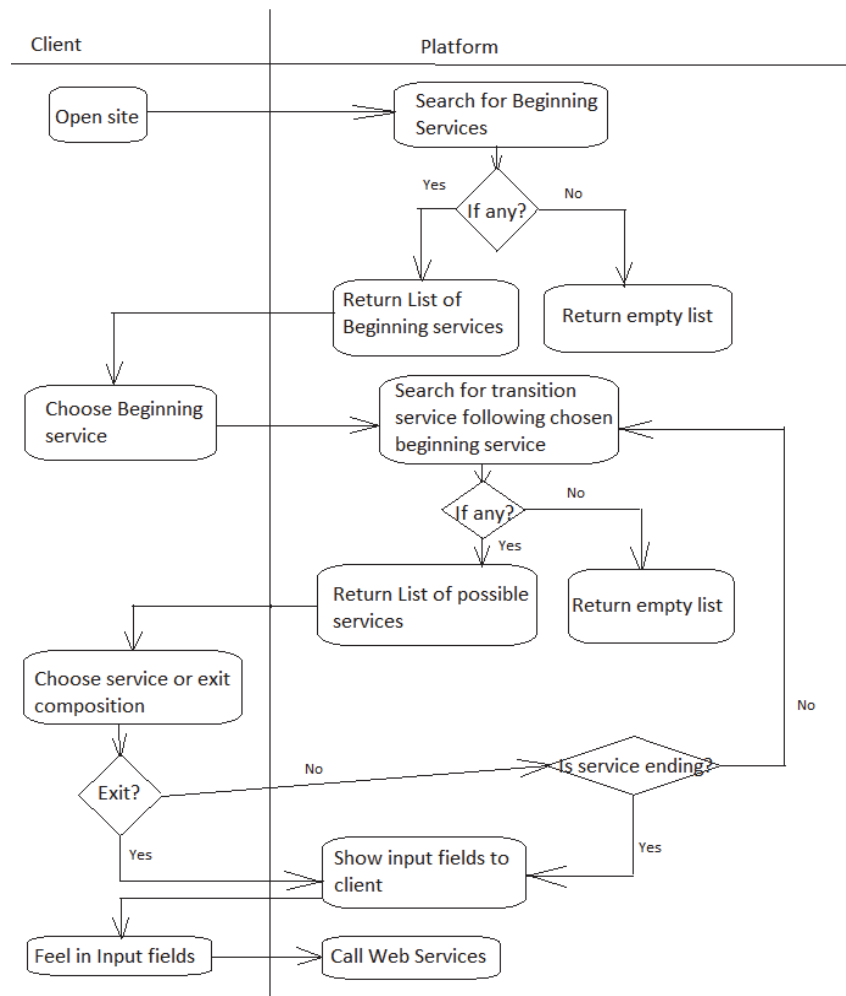 Client
Platform
Open site
Search for Beginning
Services
Yes
No
If any?
Return List of
Beginning services
Return empty list
Choose Beginning
service
Search for transition
service following chosen
beginning service
No
If any?
Yes
Return List of possible
services
Return empty list
Choose service or exit
composition
No
No
Is service ending?
Exit?
Yes
Show input fields to
client
Yes
Feel in Input fields
Call Web Services